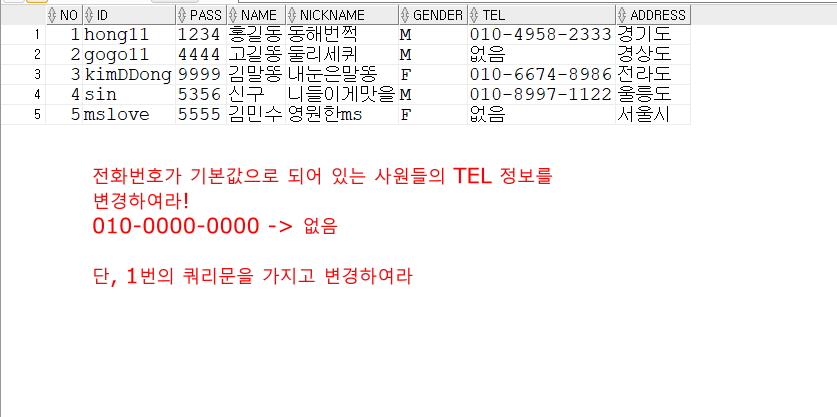 NO ID PASS NAME NICKNAME GENDER TEL ADDRESS
1 1 hong11 1234 홍길동 동해번쩍 M 010-4958-2333 경기도
2 2 gogo11 4444 고길똥 둘리세퀴 M 없음 경상도
3 3 kimDDong 9999 김말똥 내눈은말똥 F 010-6674-8986 전라도
4 4 sin 5356 신구 니들이게맛을 M 010-8997-1122 울릉도
5 5 mslove 5555 김민수 영원한ms F 없음 서울시
전화번호가 기본값으로 되어 있는 사원들의 TEL 정보를
변경하여라!
010-0000-0000 -> 없음
단, 1번의 쿼리문을 가지고 변경하여라